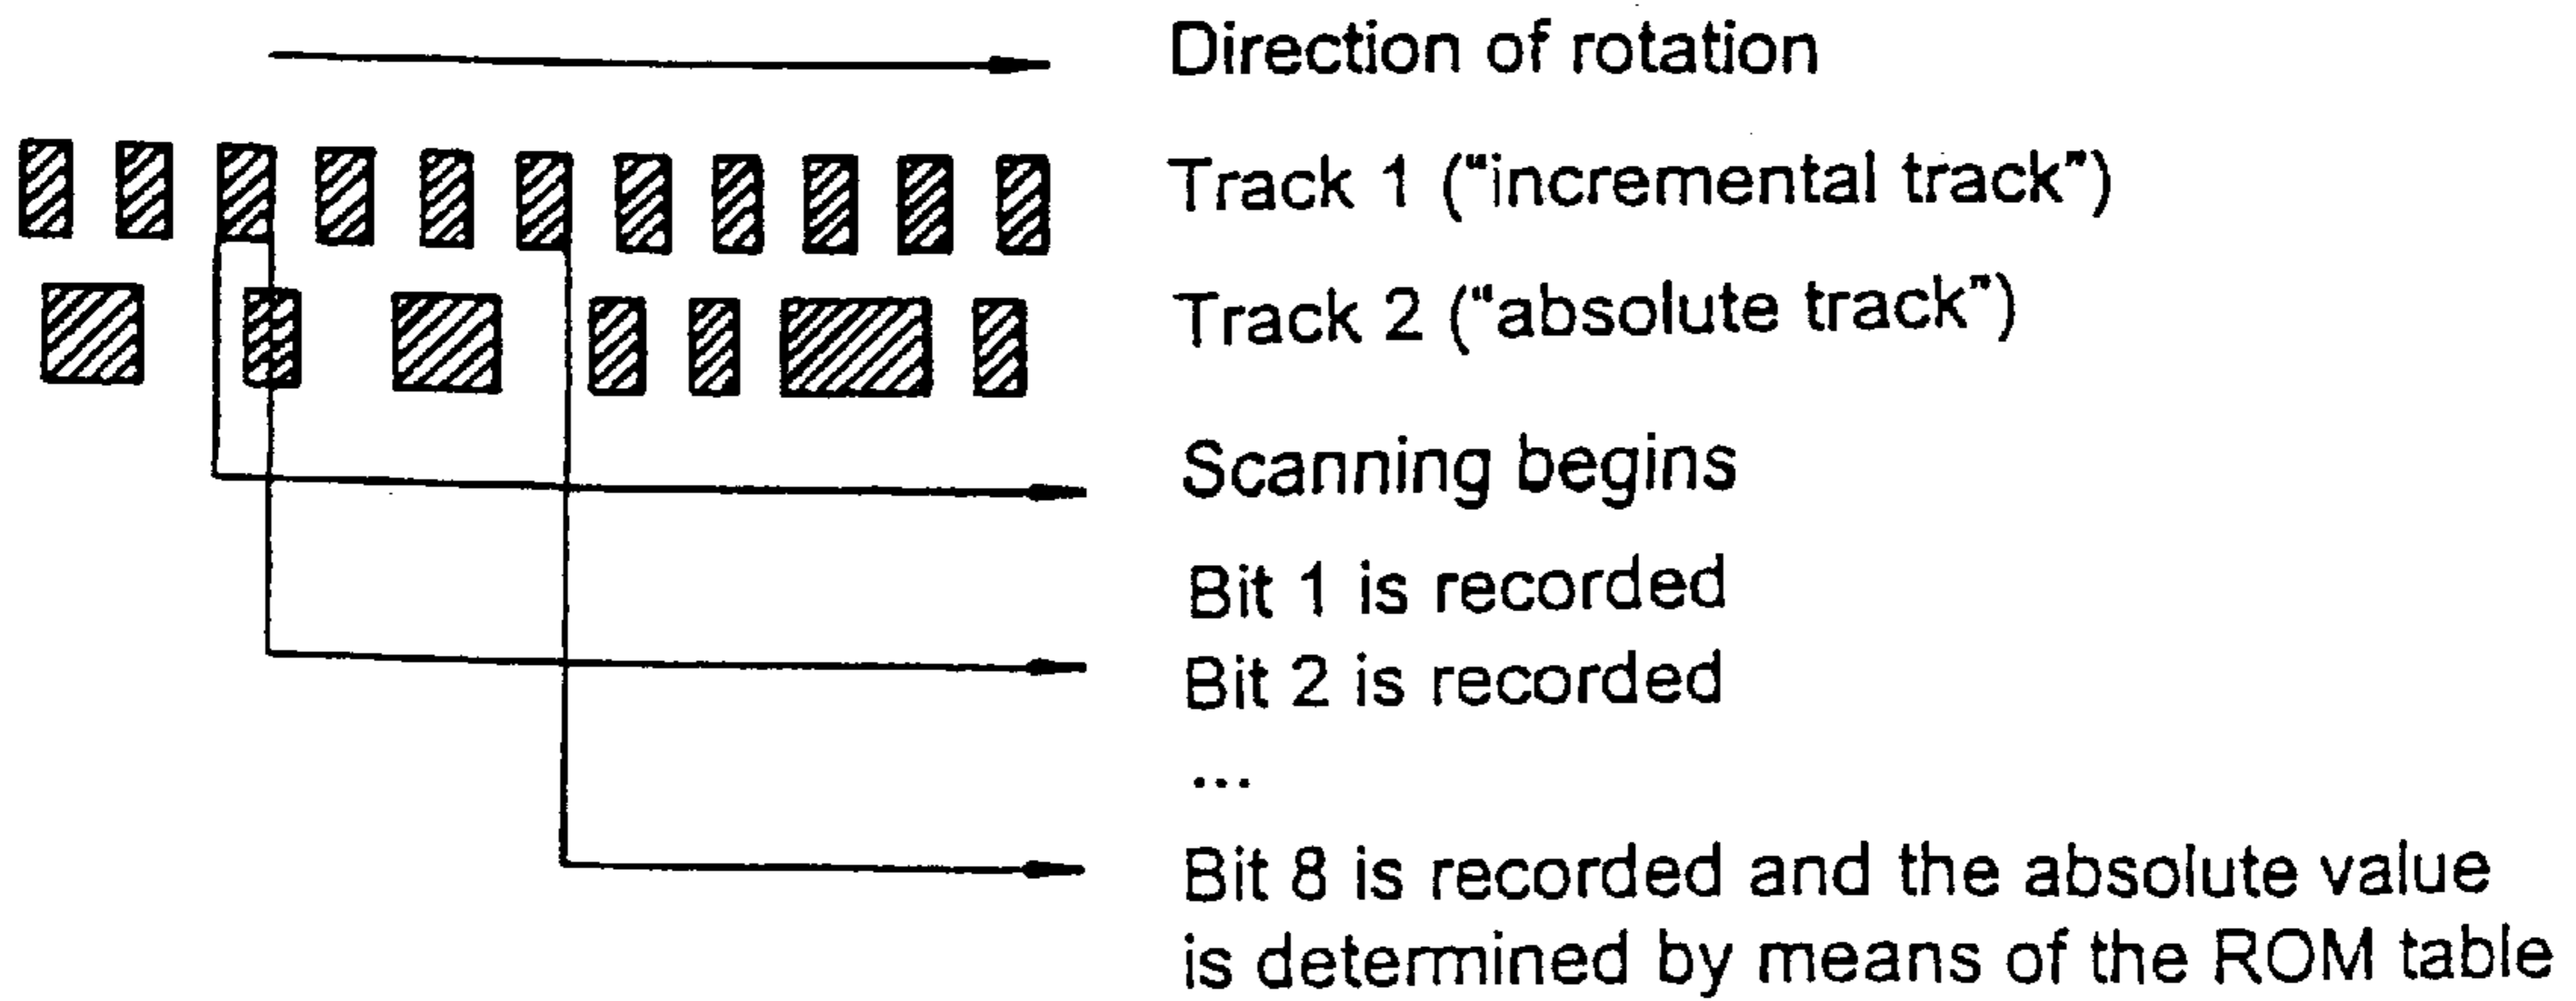 Direction of rotation
Track 1 ("incremental track")
Track 2 ("absolute track")
Scanning begins
Bit 1 is recorded
Bit 2 is recorded
...
Bit 8 is recorded and the absolute value
is determined by means of the ROM table